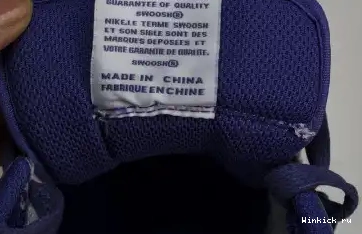 GUARANTEE OF QUALITY
SWOOSH®
NIKE,LE TERME SWOOSH
ET SON SIGLE SONT DES
MARQUES DEPOSEES ET
VOTRE GARANTIE DE QUALITE.
SWOOSH®
MADE IN CHINA
FABRIQUE EN CHINE
Winkick.ru